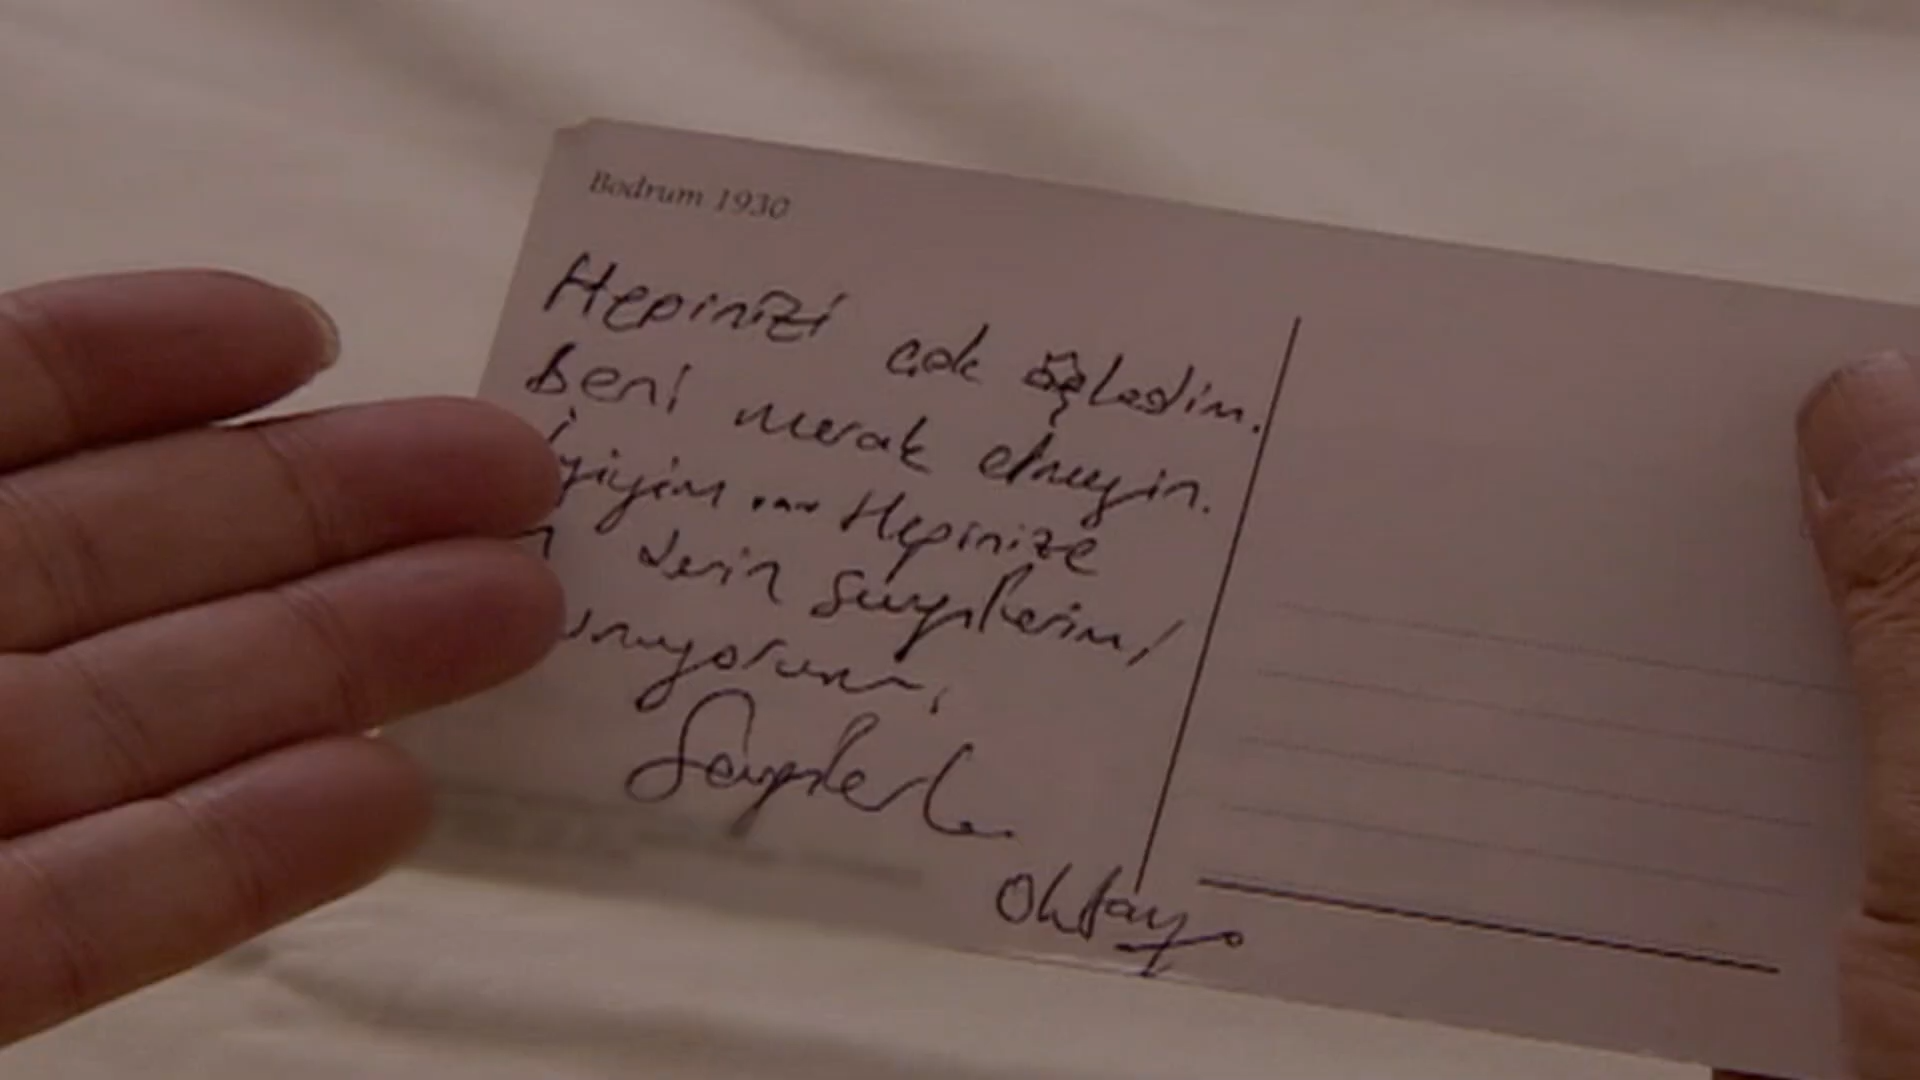 Bodrum 1930
Hepinizi çok özledim.
Beni merak etmeyin.
İyiyim ... Hepinize
derin sevgilerimi
Sevgilerle
Oktay